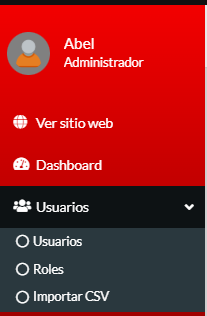 Abel
Administrador
Ver sitio web
Dashboard
Usuarios
Usuarios
Roles
Importar CSV